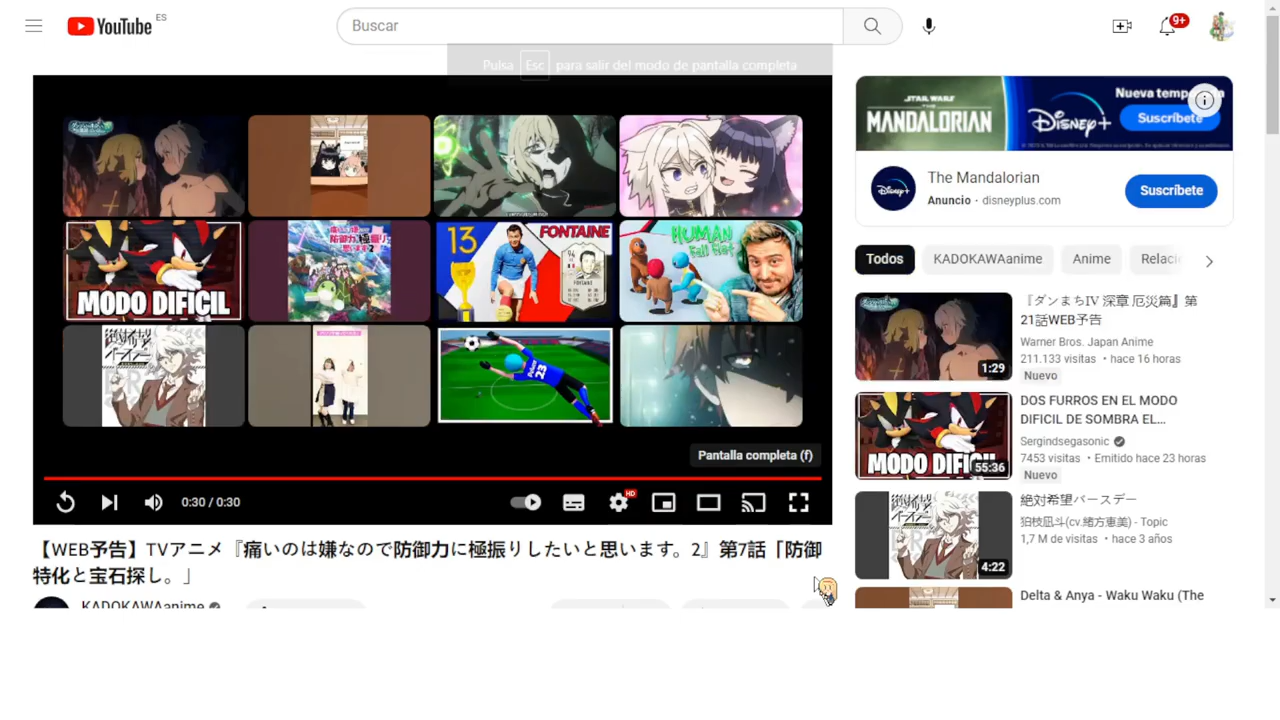 YouTube ES
Buscar
9+
Pulsa Esc para salir del modo de pantalla completa
MODO DIFICIL
13
FONTAINE
HUMAN
23
Pantalla completa (f)
HD
0:30 / 0:30
【WEB予告】TVアニメ『痛いのは嫌なので防御力に極振りしたいと思います。2』第7話「防御
特化と宝石探し。」
KADOKAWAanime
STAR WARS
THE MANDALORIAN
Disney+
Suscríbete
Disney+
The Mandalorian
Anuncio · disneyplus.com
Suscríbete
Todos
KADOKAWAanime
Anime
『ダンまちⅣ 深章 厄災篇』第
21話WEB予告
Warner Bros. Japan Anime
211.133 visitas · hace 16 horas
Nuevo
1:29
DOS FURROS EN EL MODO
DIFICIL DE SOMBRA EL...
Sergindsegasonic
7453 visitas · Emitido hace 23 horas
Nuevo
55:36
絶対希望バースデー
狛枝凪斗(cv.緒方恵美) - Topic
1,7 M de visitas · hace 3 años
4:22
Delta & Anya - Waku Waku (The